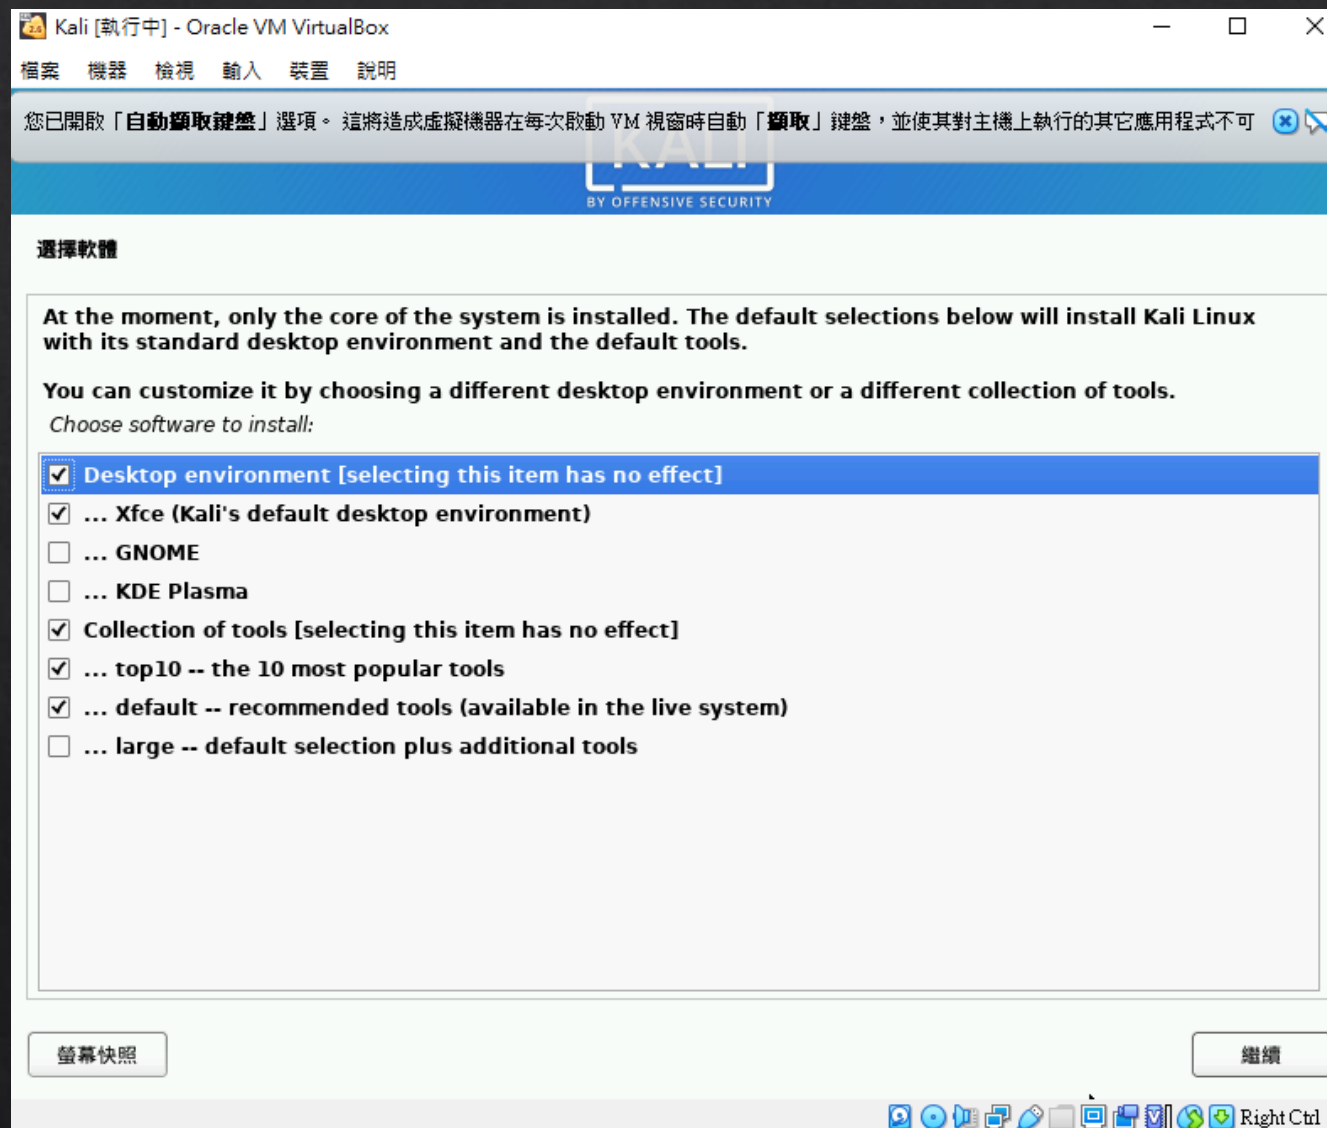 Kali [執行中] - Oracle VM VirtualBox
檔案 機器 檢視 輸入 裝置 說明
您已開啟「自動擷取鍵盤」選項。 這將造成虛擬機器在每次啟動 VM 視窗時自動「擷取」鍵盤，並使其對主機上執行的其它應用程式不可
KALI
BY OFFENSIVE SECURITY
選擇軟體
At the moment, only the core of the system is installed. The default selections below will install Kali Linux
with its standard desktop environment and the default tools.
You can customize it by choosing a different desktop environment or a different collection of tools.
Choose software to install:
Desktop environment [selecting this item has no effect]
... Xfce (Kali's default desktop environment)
... GNOME
... KDE Plasma
Collection of tools [selecting this item has no effect]
... top10 -- the 10 most popular tools
... default -- recommended tools (available in the live system)
... large -- default selection plus additional tools
螢幕快照
繼續
Right Ctrl